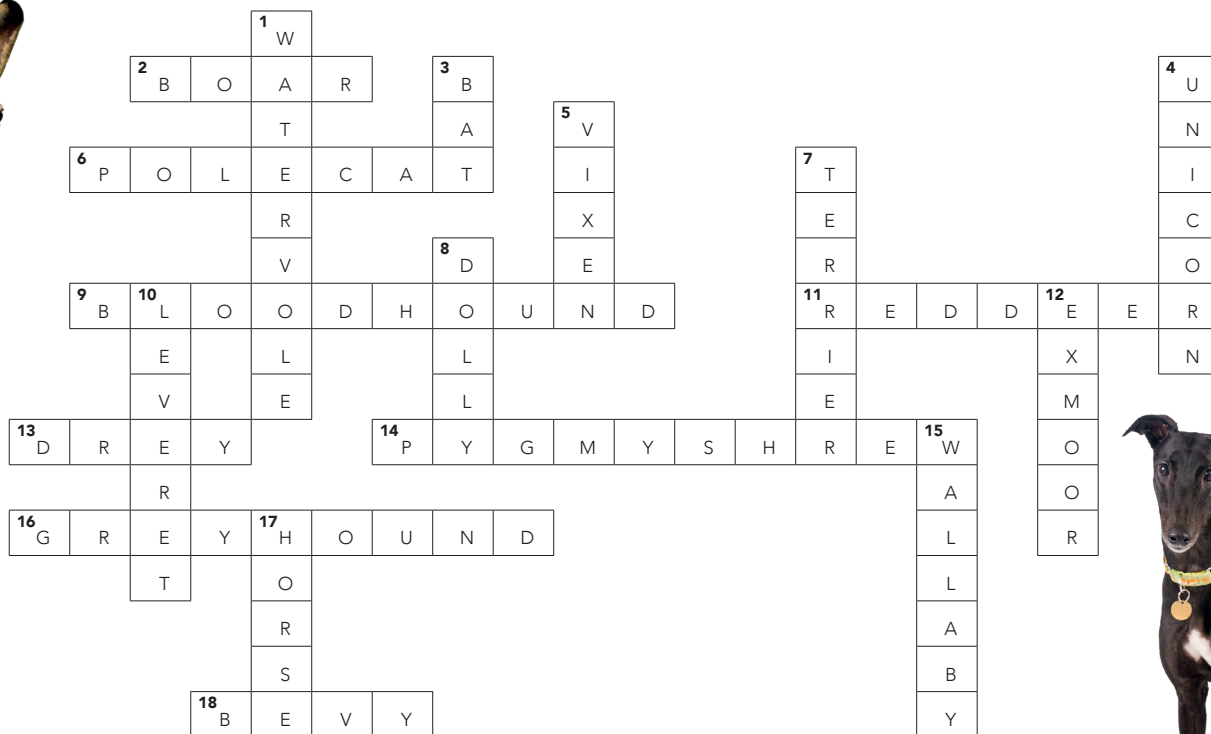 1 W
2 B O A R 3 B 4 U
T A 5 V N
6 P O L E C A T I 7 T I
R X E C
V 8 D E R O
9 B 10 L O O D H O U N D 11 R E D D 12 E E R
E L L I X N
V E L E M
13 D R E Y 14 P Y G M Y S H R E 15 W O
R A O
16 G R E Y 17 H O U N D L R
T O L
R A
S B
18 B E V Y Y